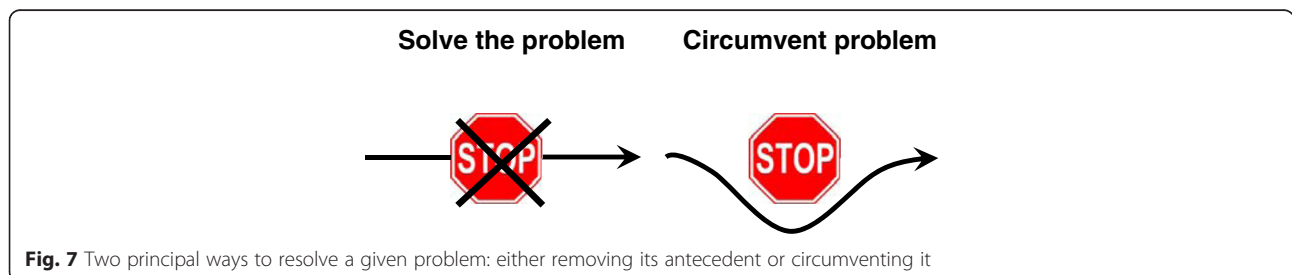 Solve the problem Circumvent problem
STOP STOP
Fig. 7 Two principal ways to resolve a given problem: either removing its antecedent or circumventing it